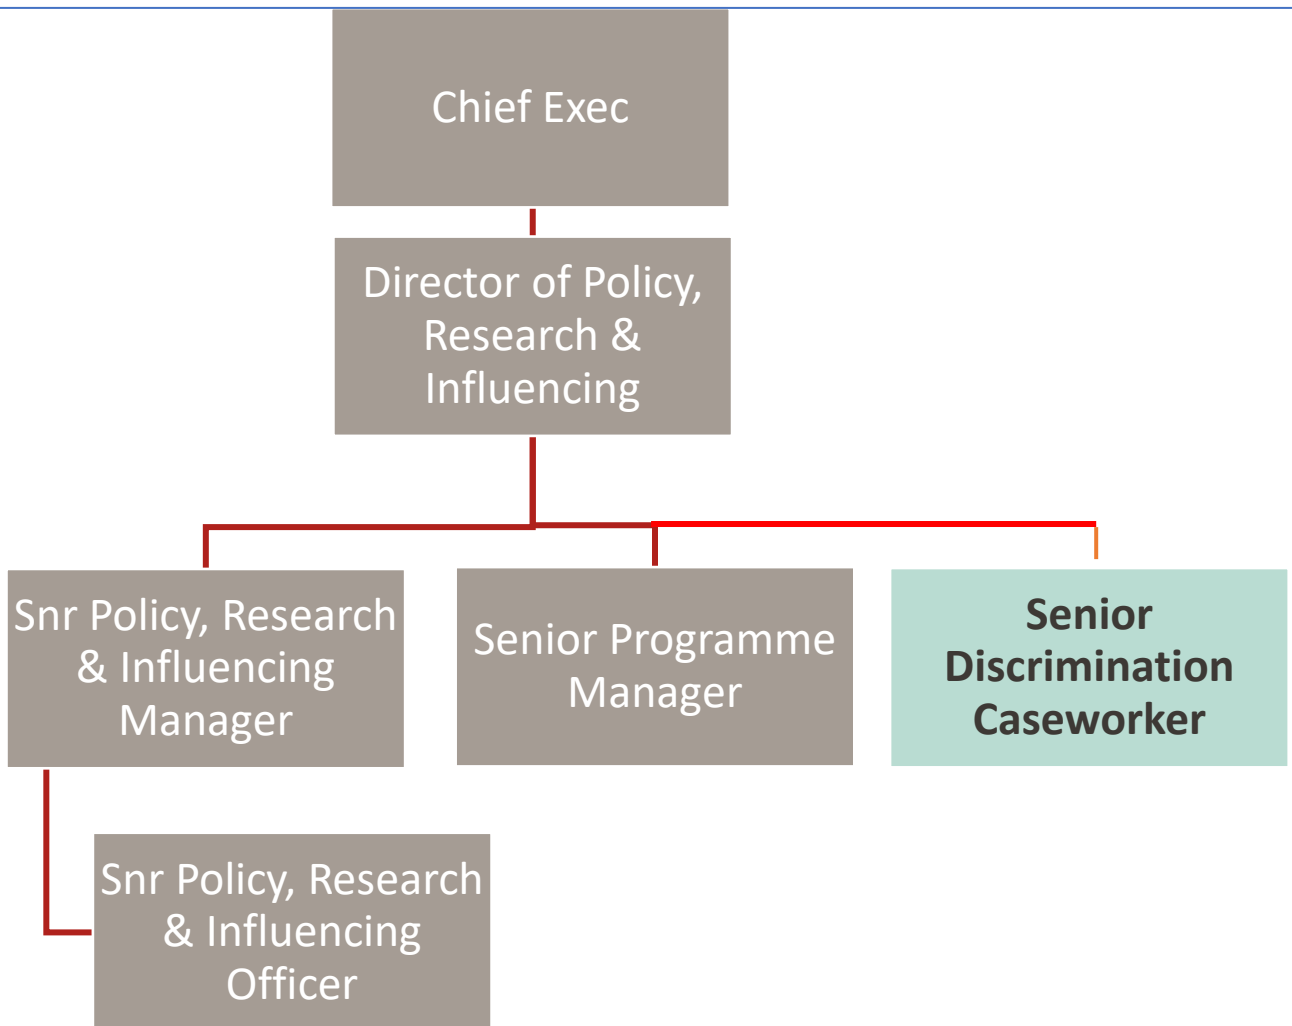 Chief Exec
Director of Policy,
Research &
Influencing
Snr Policy, Research
& Influencing
Manager
Senior Programme
Manager
Senior
Discrimination
Caseworker
Snr Policy, Research
& Influencing
Officer